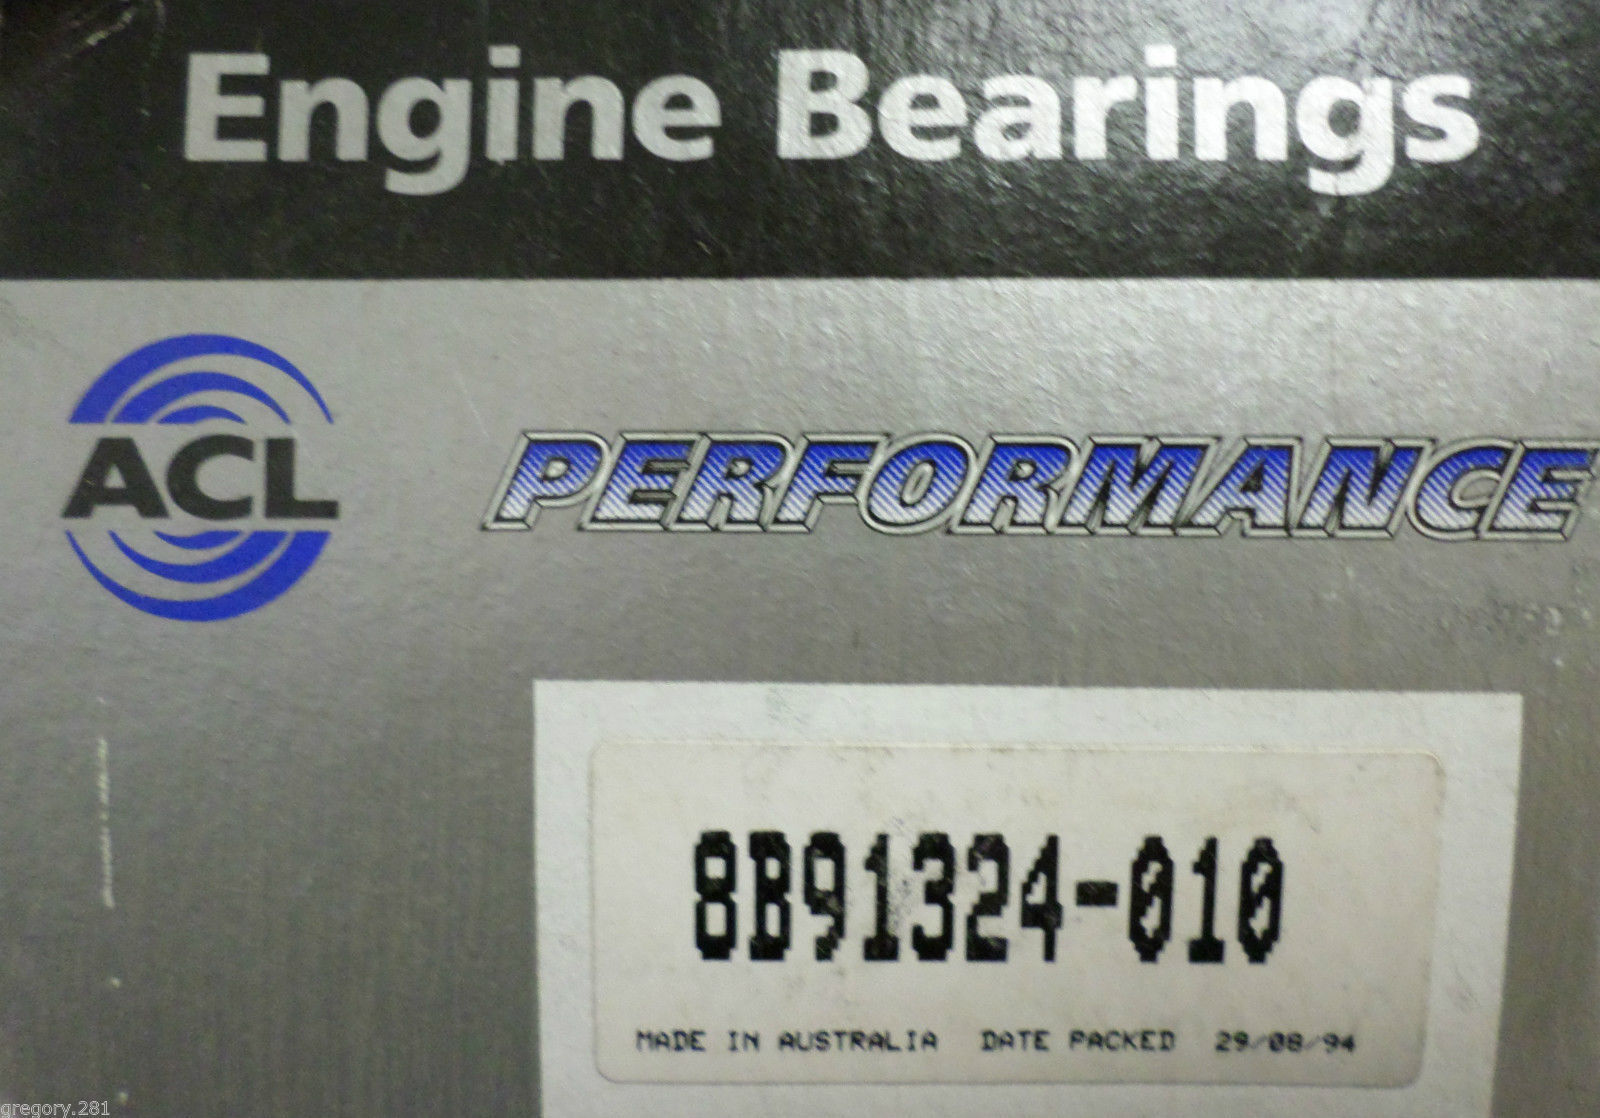 Engine Bearings
ACL
PERFORMANCE
8B91324-010
MADE IN AUSTRALIA DATE PACKED 29/08/94
gregory.281